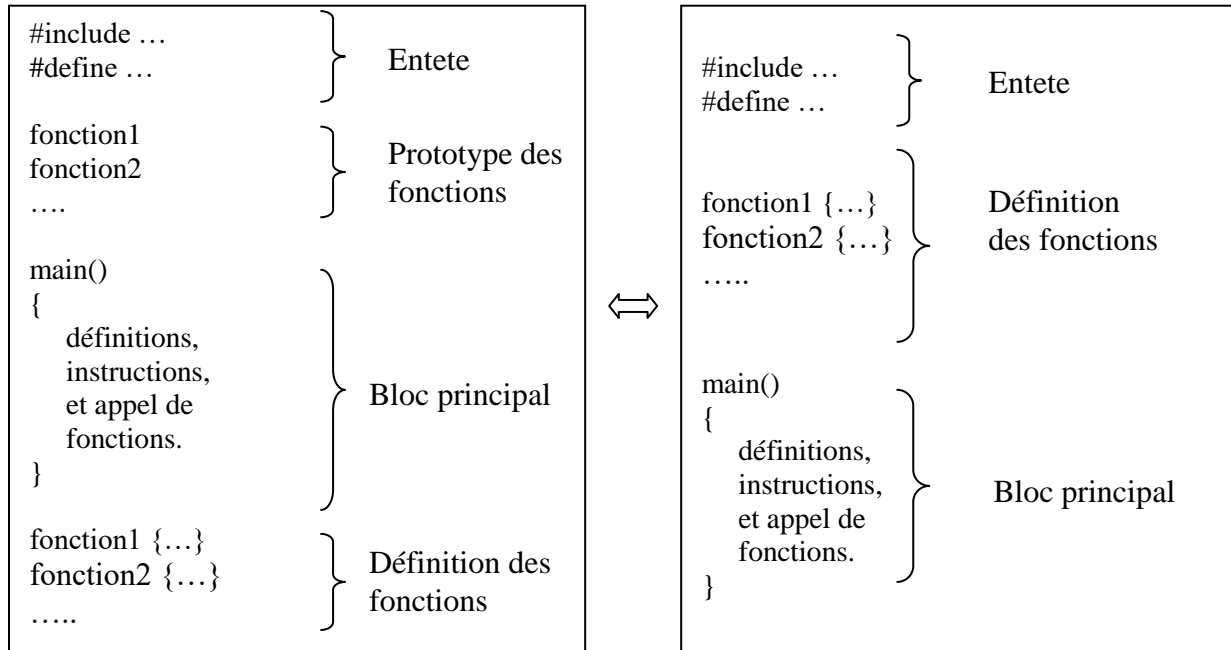 #include …
#define …
Entete
fonction1
fonction2
….
Prototype des
fonctions
main()
{
définitions,
instructions,
et appel de
fonctions.
}
Bloc principal
fonction1 {…}
fonction2 {…}
…..
Définition des
fonctions
#include …
#define …
Entete
fonction1 {…}
fonction2 {…}
…..
Définition
des fonctions
main()
{
définitions,
instructions,
et appel de
fonctions.
}
Bloc principal